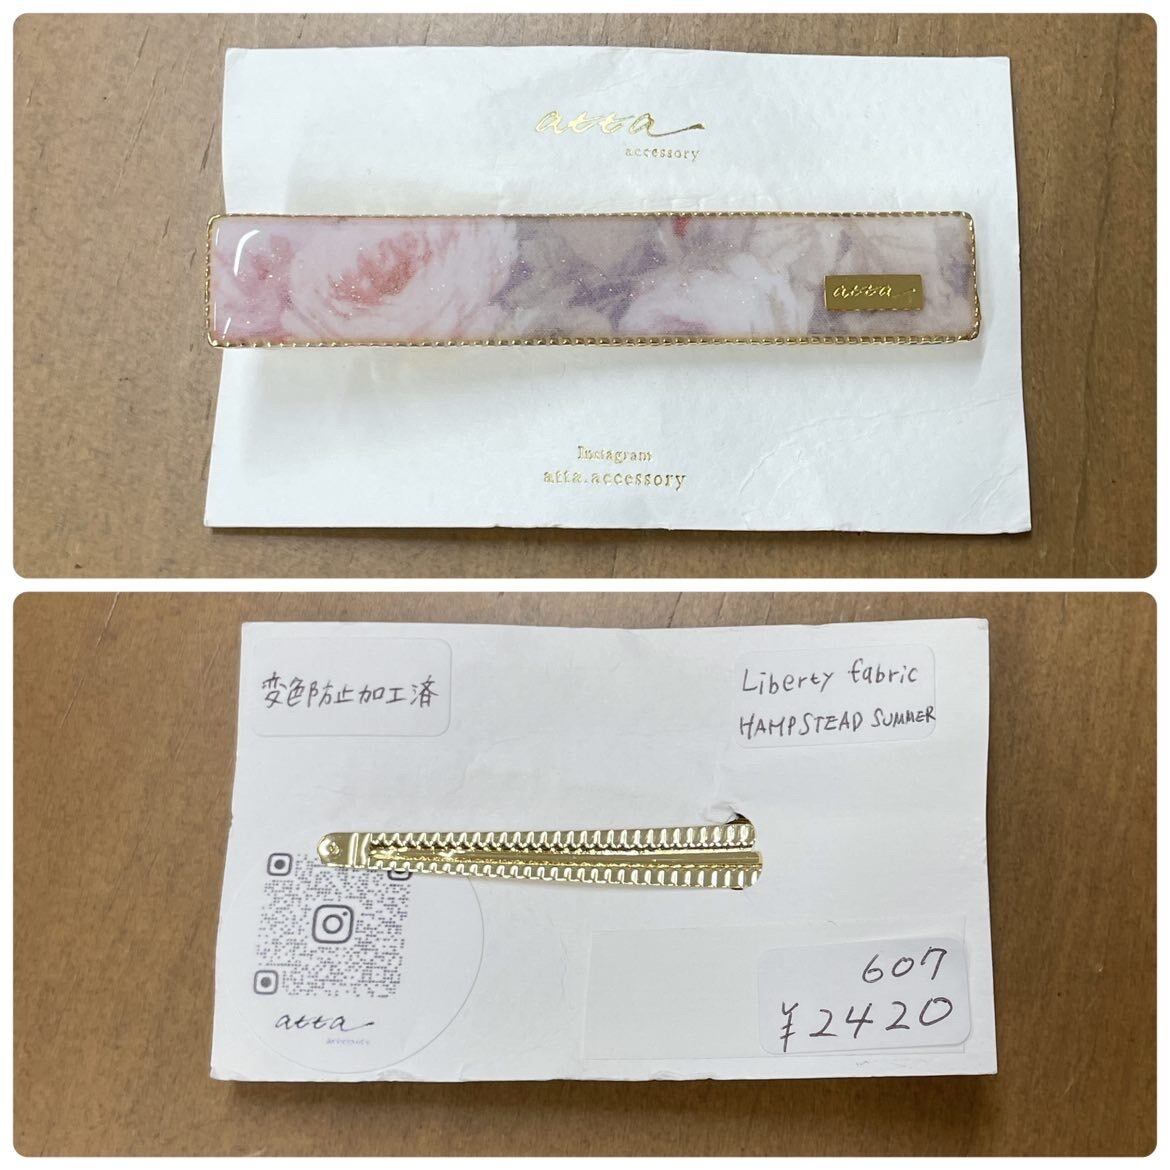 atta
accessory
atta
Instagram
atta.accessory
変色防止加工済
Liberty fabric
HAMPSTEAD SUMMER
atta
accessory
607
¥2420